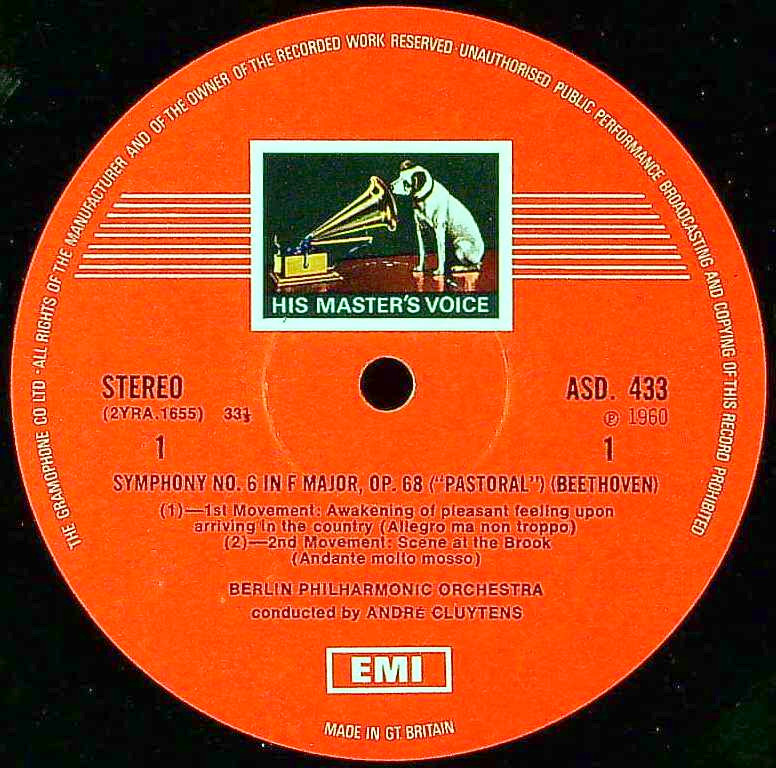 THE GRAMOPHONE CO LTD · ALL RIGHTS OF THE MANUFACTURER AND OF THE OWNER OF THE RECORDED WORK RESERVED · UNAUTHORISED PUBLIC PERFORMANCE BROADCASTING AND COPYING OF THIS RECORD PROHIBITED
HIS MASTER'S VOICE
STEREO
(2YRA.1655) 33⅓
1
ASD. 433
℗ 1960
1
SYMPHONY NO. 6 IN F MAJOR, OP. 68 ("PASTORAL") (BEETHOVEN)
(1)—1st Movement: Awakening of pleasant feeling upon
arriving in the country (Allegro ma non troppo)
(2)—2nd Movement: Scene at the Brook
(Andante molto mosso)
BERLIN PHILHARMONIC ORCHESTRA
conducted by ANDRÉ CLUYTENS
EMI
MADE IN GT BRITAIN